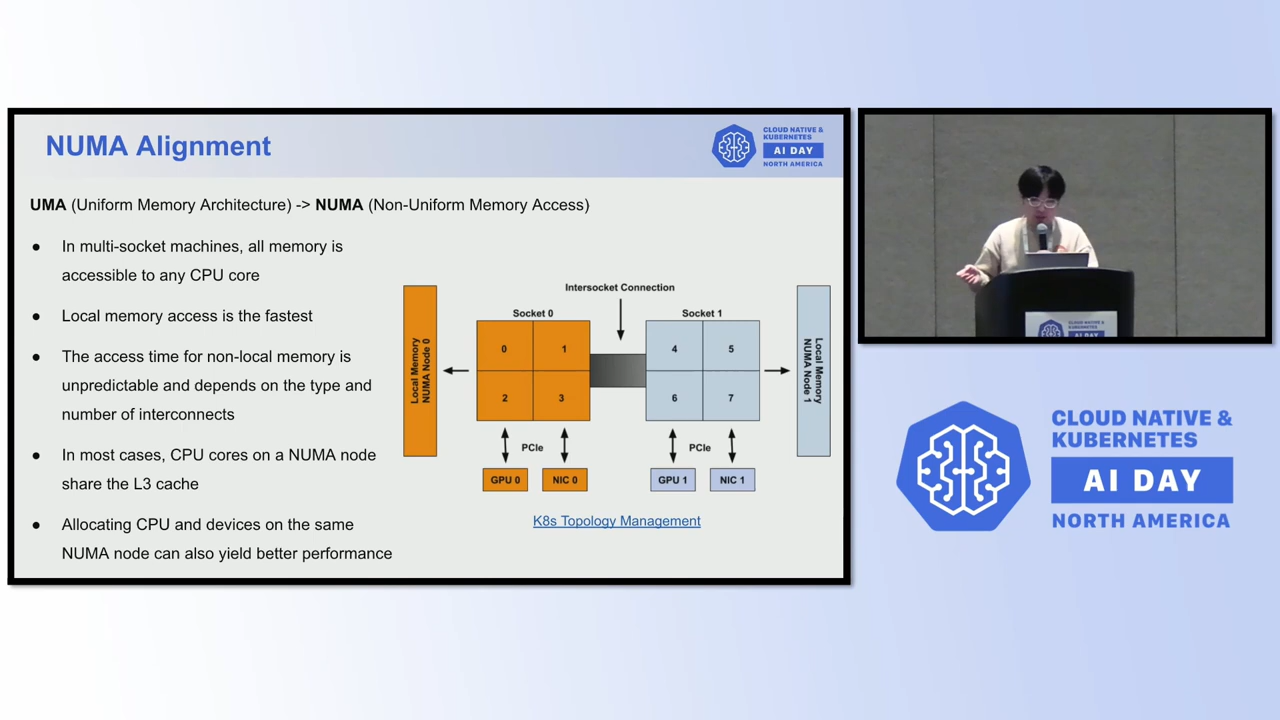 NUMA Alignment
CLOUD NATIVE &
KUBERNETES
AI DAY
NORTH AMERICA
UMA (Uniform Memory Architecture) -> NUMA (Non-Uniform Memory Access)
● In multi-socket machines, all memory is
accessible to any CPU core
● Local memory access is the fastest
● The access time for non-local memory is
unpredictable and depends on the type and
number of interconnects
● In most cases, CPU cores on a NUMA node
share the L3 cache
● Allocating CPU and devices on the same
NUMA node can also yield better performance
Intersocket Connection
Socket 0
Socket 1
Local Memory
NUMA Node 0
0 1
2 3
4 5
6 7
Local Memory
NUMA Node 1
PCIe
PCIe
GPU 0
NIC 0
GPU 1
NIC 1
K8s Topology Management
CLOUD NATIVE &
KUBERNETES
AI DAY
CLOUD NATIVE &
KUBERNETES
AI DAY
NORTH AMERICA